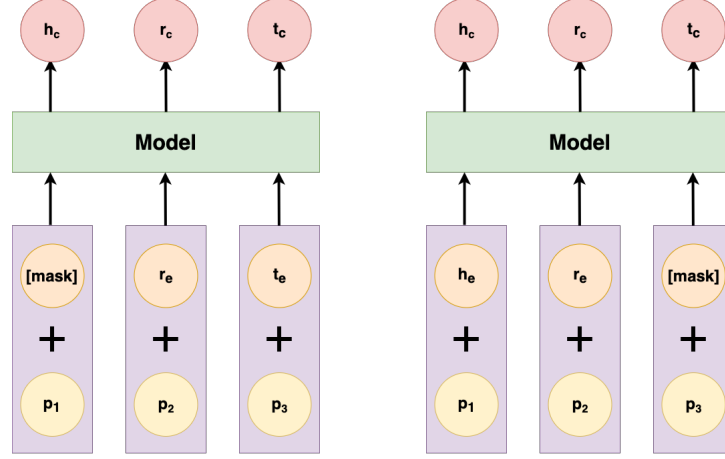 h_c r_c t_c h_c r_c t_c
Model Model
[mask] r_e t_e h_e r_e [mask]
+ + + + + +
p_1 p_2 p_3 p_1 p_2 p_3